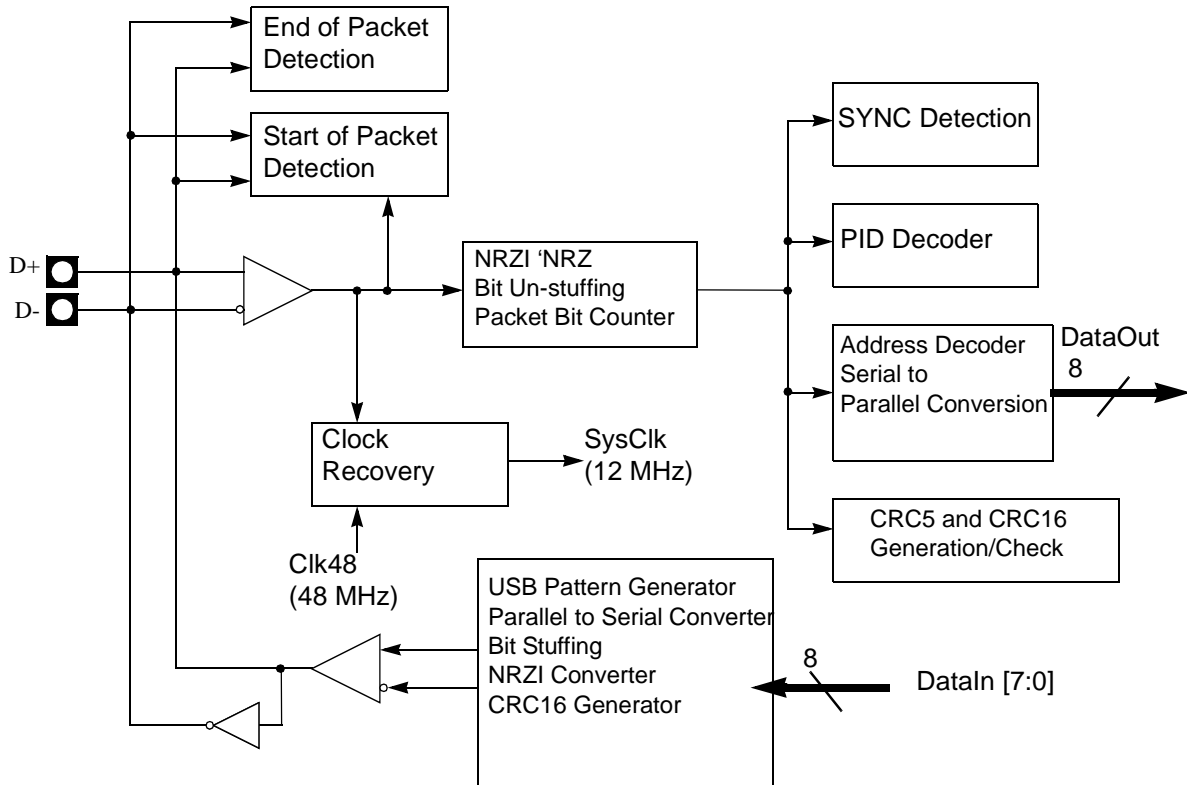 End of Packet
Detection
Start of Packet
Detection
SYNC Detection
PID Decoder
D+
D-
NRZI ‘NRZ
Bit Un-stuffing
Packet Bit Counter
Address Decoder
Serial to
Parallel Conversion
DataOut
8
Clock
Recovery
SysClk
(12 MHz)
CRC5 and CRC16
Generation/Check
Clk48
(48 MHz)
USB Pattern Generator
Parallel to Serial Converter
Bit Stuffing
NRZI Converter
CRC16 Generator
8
DataIn [7:0]